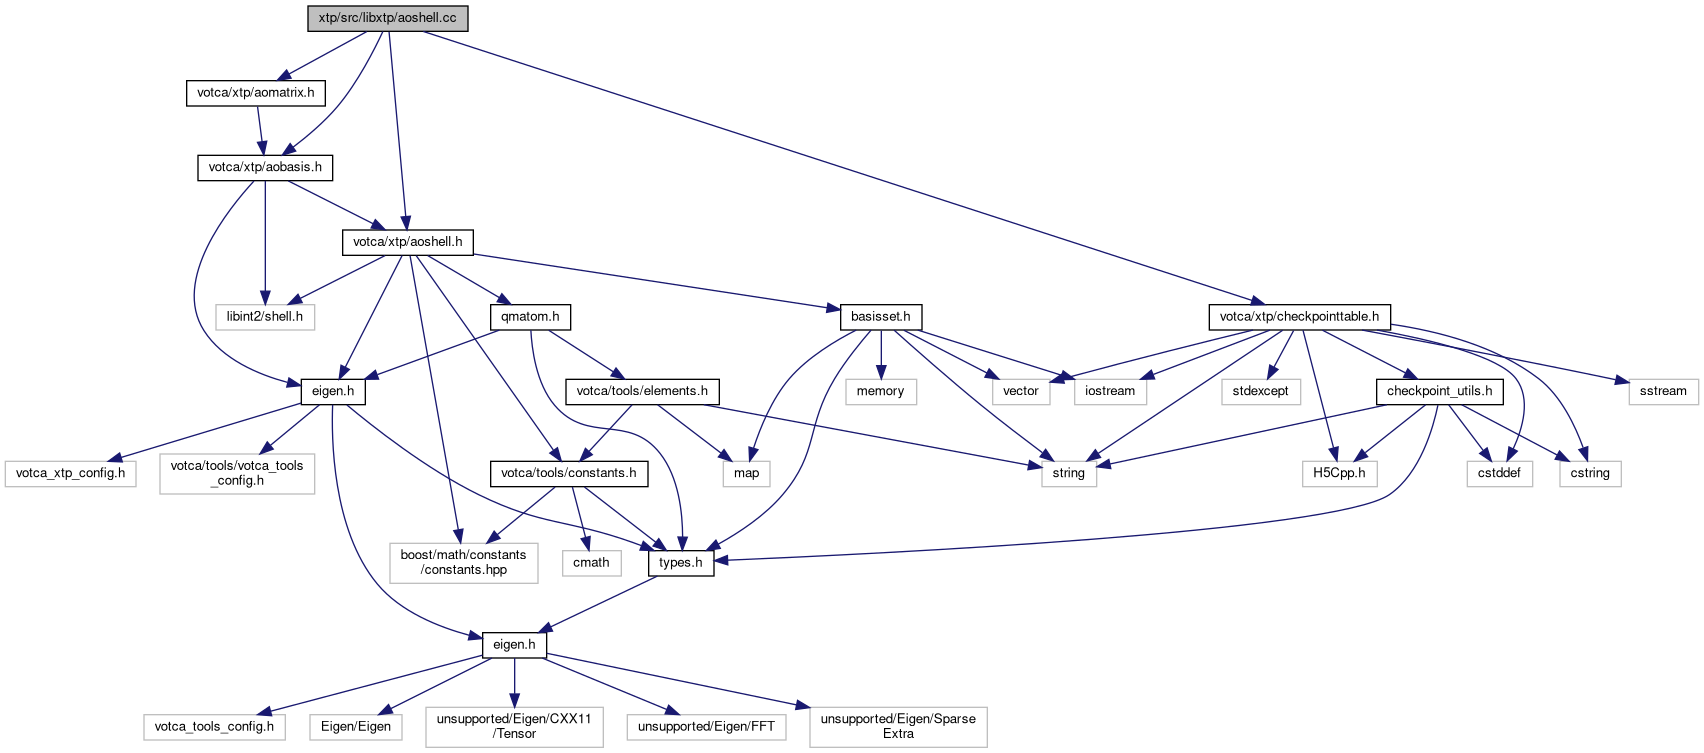 xtp/src/libxtp/aoshell.cc
votca/xtp/aomatrix.h
votca/xtp/aobasis.h
votca/xtp/aoshell.h
libint2/shell.h
qmatom.h
basisset.h
votca/xtp/checkpointtable.h
eigen.h
votca/tools/elements.h
memory
vector
iostream
stdexcept
checkpoint_utils.h
sstream
votca_xtp_config.h
votca/tools/votca_tools
_config.h
votca/tools/constants.h
map
string
H5Cpp.h
cstddef
cstring
boost/math/constants
/constants.hpp
cmath
types.h
eigen.h
votca_tools_config.h
Eigen/Eigen
unsupported/Eigen/CXX11
/Tensor
unsupported/Eigen/FFT
unsupported/Eigen/Sparse
Extra